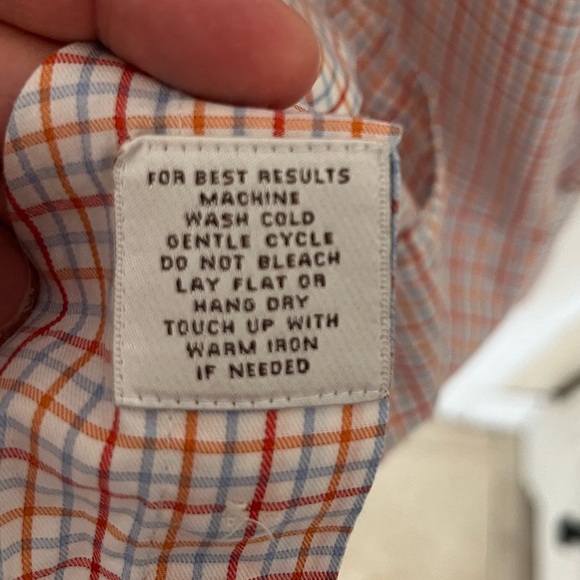 FOR BEST RESULTS
MACHINE
WASH COLD
GENTLE CYCLE
DO NOT BLEACH
LAY FLAT OR
HANG DRY
TOUCH UP WITH
WARM IRON
IF NEEDED